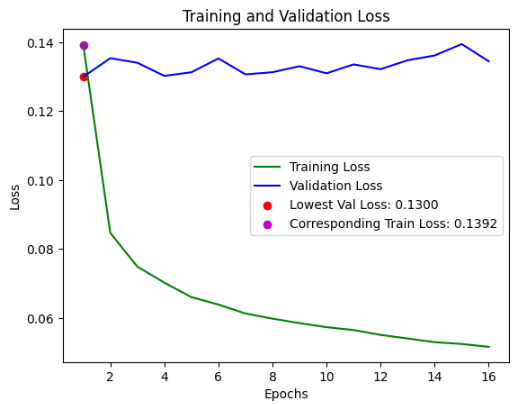 Training and Validation Loss
Loss
0.14
0.12
0.10
0.08
0.06
Training Loss
Validation Loss
Lowest Val Loss: 0.1300
Corresponding Train Loss: 0.1392
2 4 6 8 10 12 14 16
Epochs